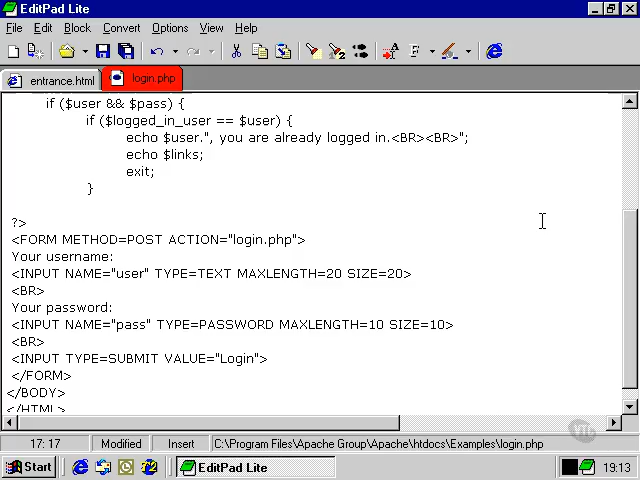 EditPad Lite
File Edit Block Convert Options View Help
entrance.html login.php
if ($user && $pass) {
if ($logged_in_user == $user) {
echo $user.", you are already logged in.<BR><BR>";
echo $links;
exit;
}
?>
<FORM METHOD=POST ACTION="login.php">
Your username:
<INPUT NAME="user" TYPE=TEXT MAXLENGTH=20 SIZE=20>
<BR>
Your password:
<INPUT NAME="pass" TYPE=PASSWORD MAXLENGTH=10 SIZE=10>
<BR>
<INPUT TYPE=SUBMIT VALUE="Login">
</FORM>
</BODY>
</HTML>
VTC
17: 17 Modified Insert C:\Program Files\Apache Group\Apache\htdocs\Examples\login.php
Start EditPad Lite 19:13